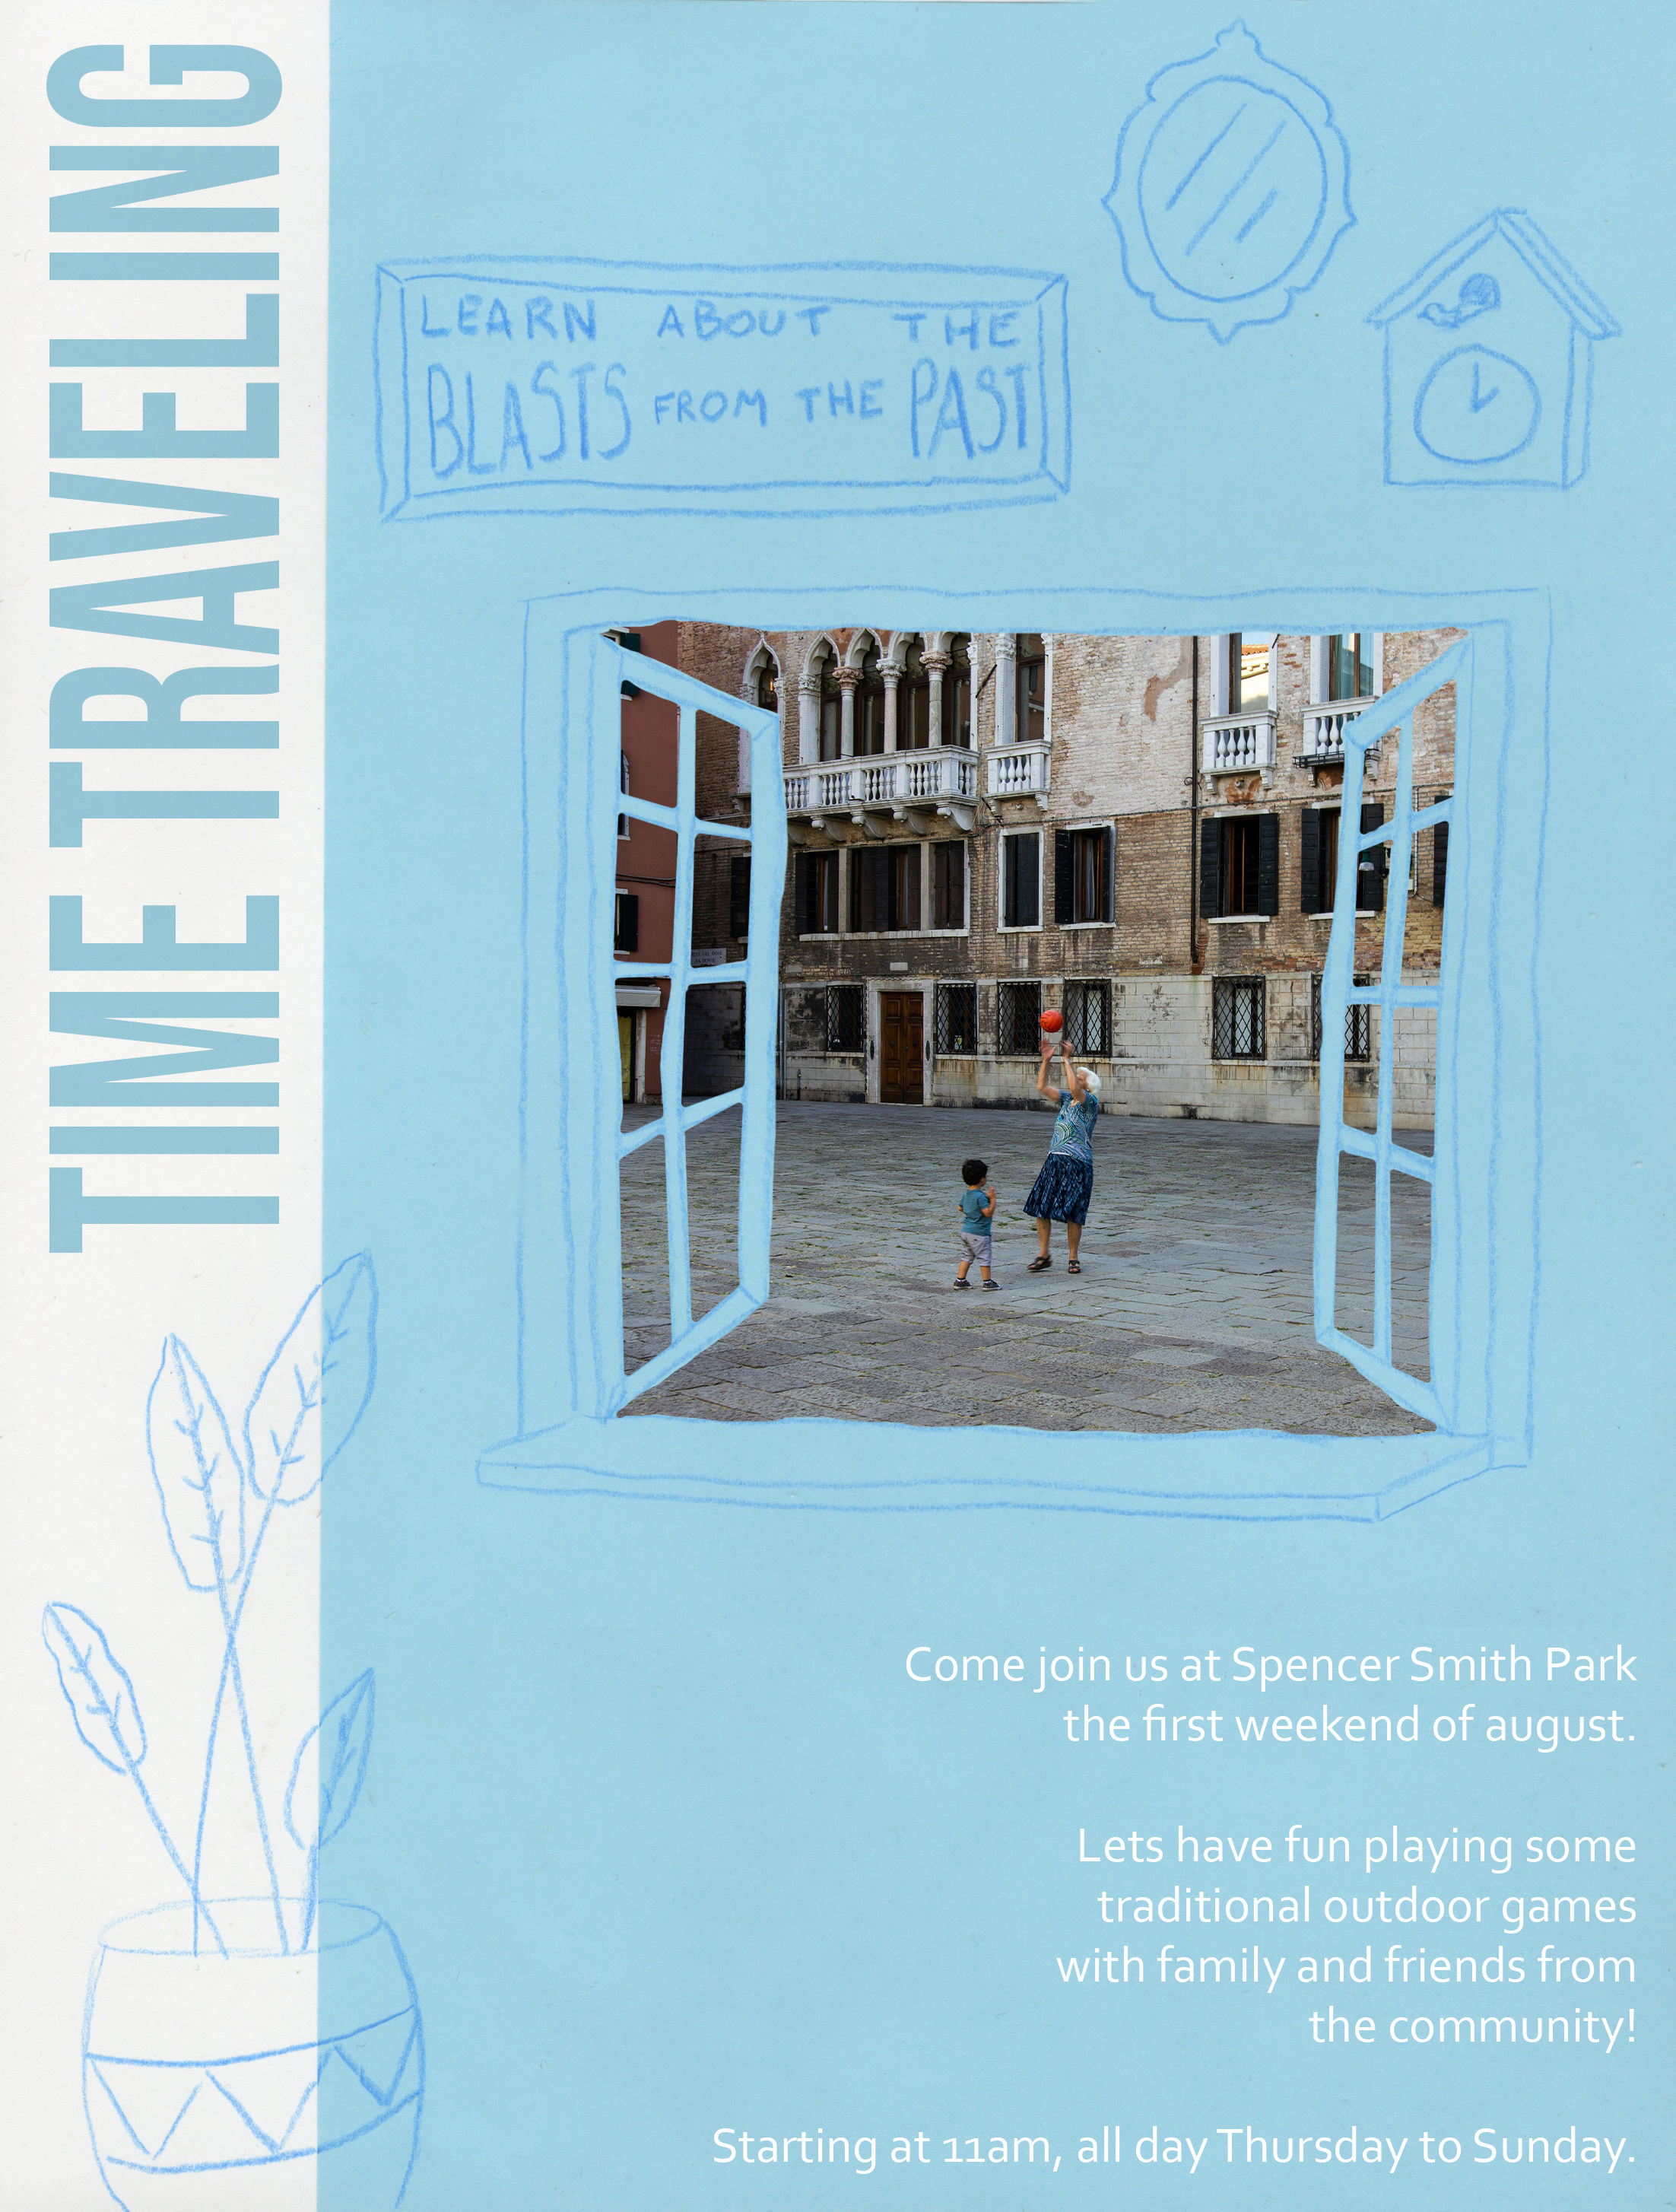 TIME TRAVELING
LEARN ABOUT THE
BLASTS FROM THE PAST
Come join us at Spencer Smith Park
the first weekend of august.
Lets have fun playing some
traditional outdoor games
with family and friends from
the community!
Starting at 11am, all day Thursday to Sunday.